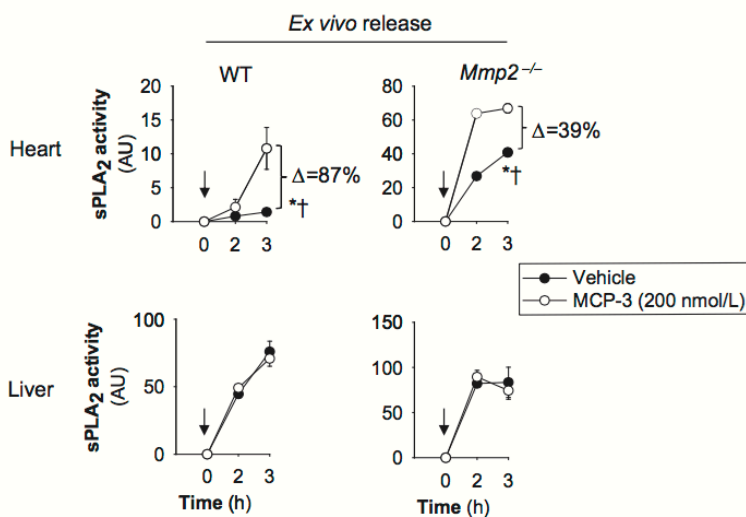 Ex vivo release
WT
Mmp2⁻/⁻
Heart
sPLA2 activity
(AU)
20
15
10
5
0
Δ=87%
*†
0 2 3
80
60
40
20
0
Δ=39%
*†
0 2 3
Vehicle
MCP-3 (200 nmol/L)
Liver
sPLA2 activity
(AU)
100
50
0
0 2 3
Time (h)
150
100
50
0
0 2 3
Time (h)